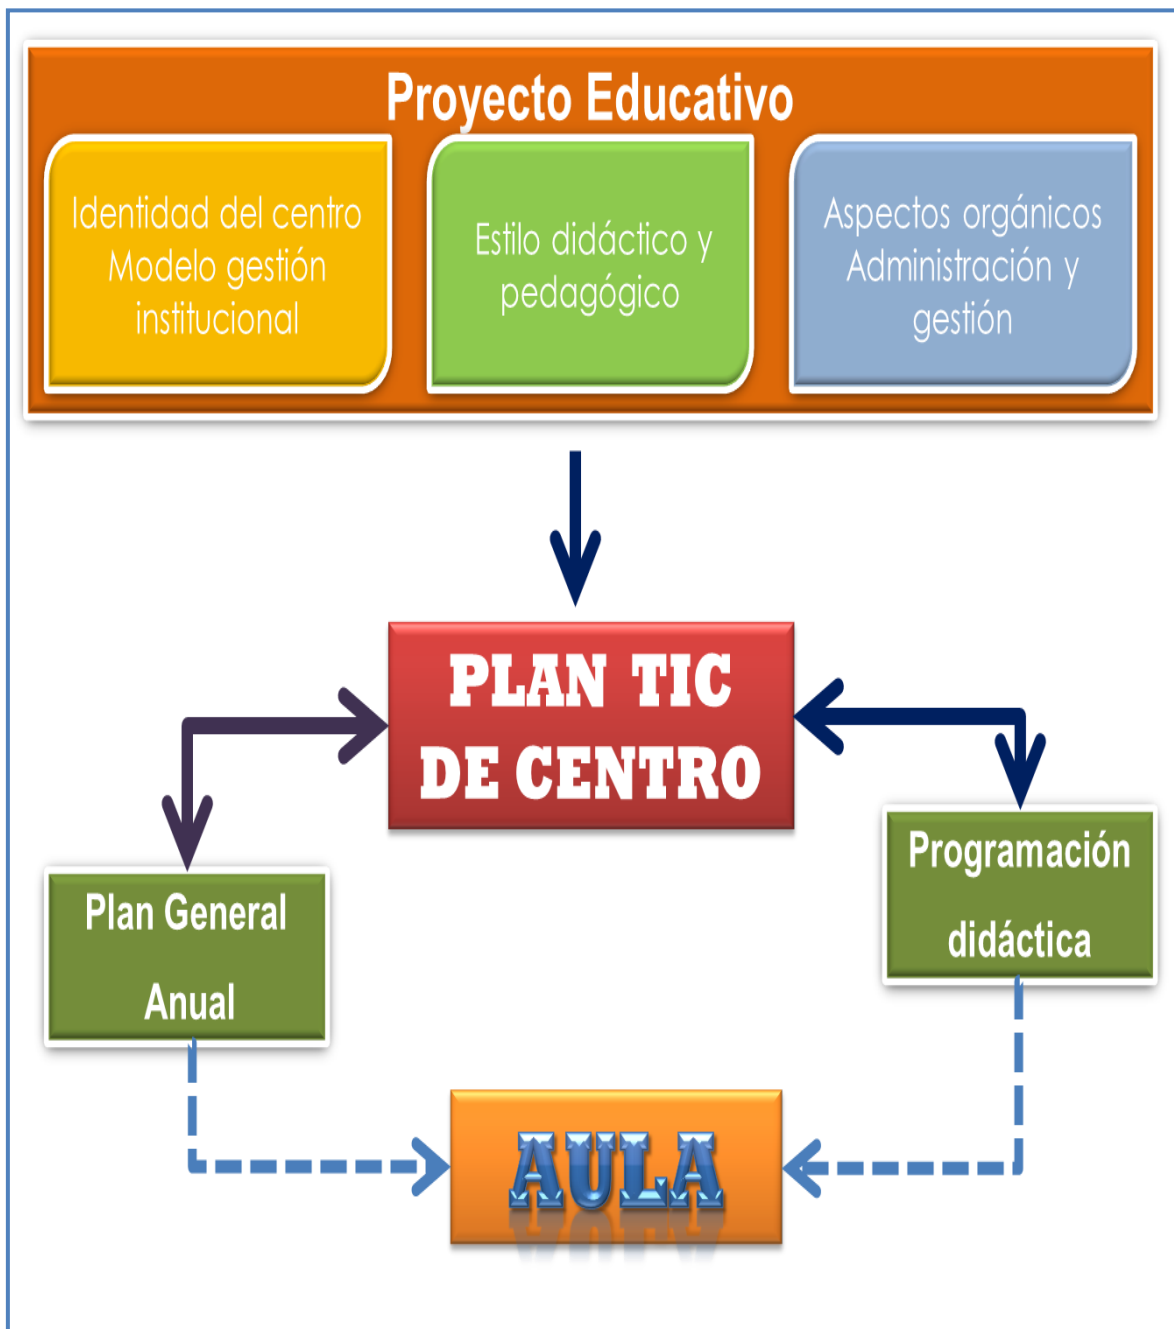 Proyecto Educativo
Identidad del centro
Modelo gestión
institucional
Estilo didáctico y
pedagógico
Aspectos orgánicos
Administración y
gestión
PLAN TIC
DE CENTRO
Plan General
Anual
Programación
didáctica
AULA